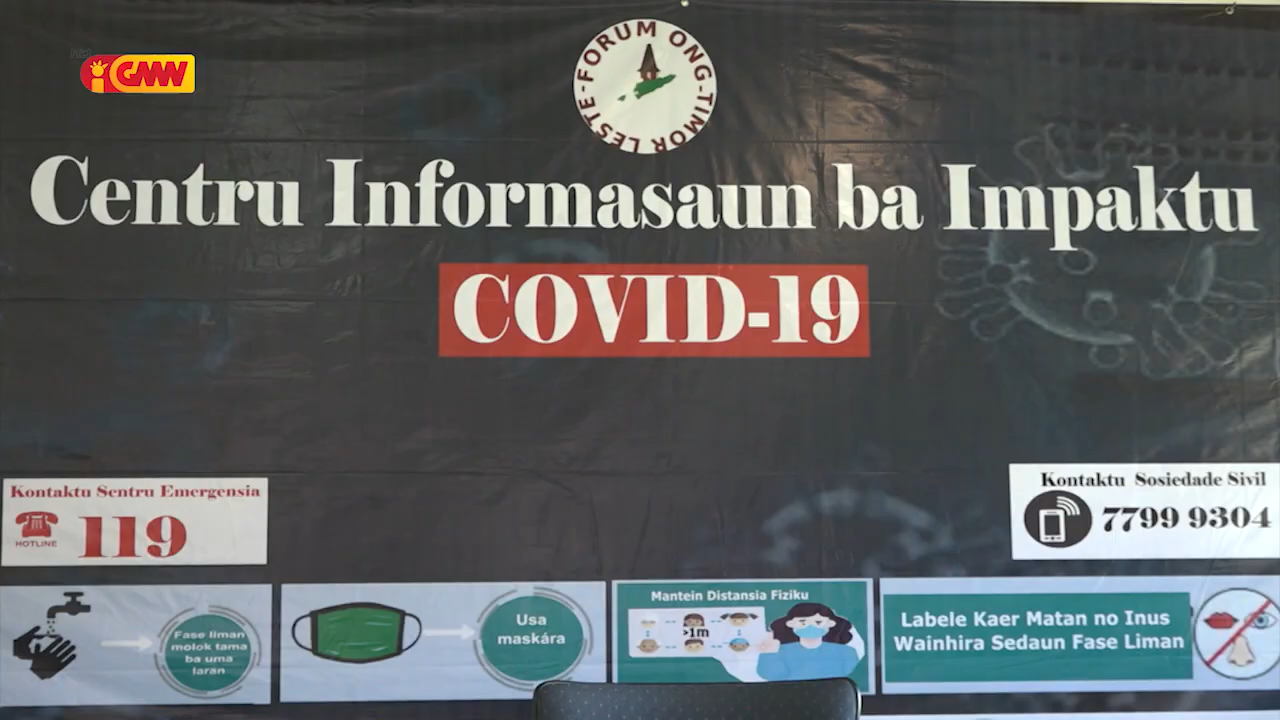 GMW
FORUM ONG-TIMOR LESTE-
Centru Informasaun ba Impaktu
COVID-19
Kontaktu Sentru Emergensia
HOTLINE
119
Kontaktu Sosiedade Sivil
7799 9304
Fase liman
molok tama
ba uma
laran
Usa
maskára
Mantein Distansia Fiziku
>1m
Labele Kaer Matan no Inus
Wainhira Sedaun Fase Liman